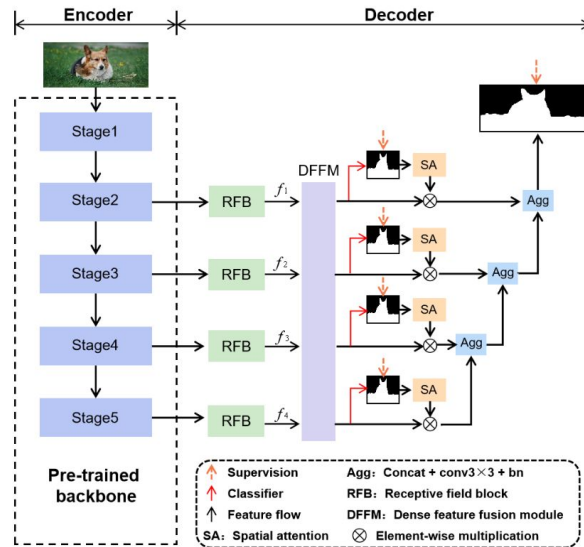 Encoder
Decoder
Stage1
Stage2
Stage3
Stage4
Stage5
Pre-trained
backbone
RFB
RFB
RFB
RFB
f1
f2
f3
f4
DFFM
SA
SA
SA
SA
Agg
Agg
Agg
Supervision
Classifier
Feature flow
SA: Spatial attention
Agg: Concat + conv3×3 + bn
RFB: Receptive field block
DFFM: Dense feature fusion module
Element-wise multiplication